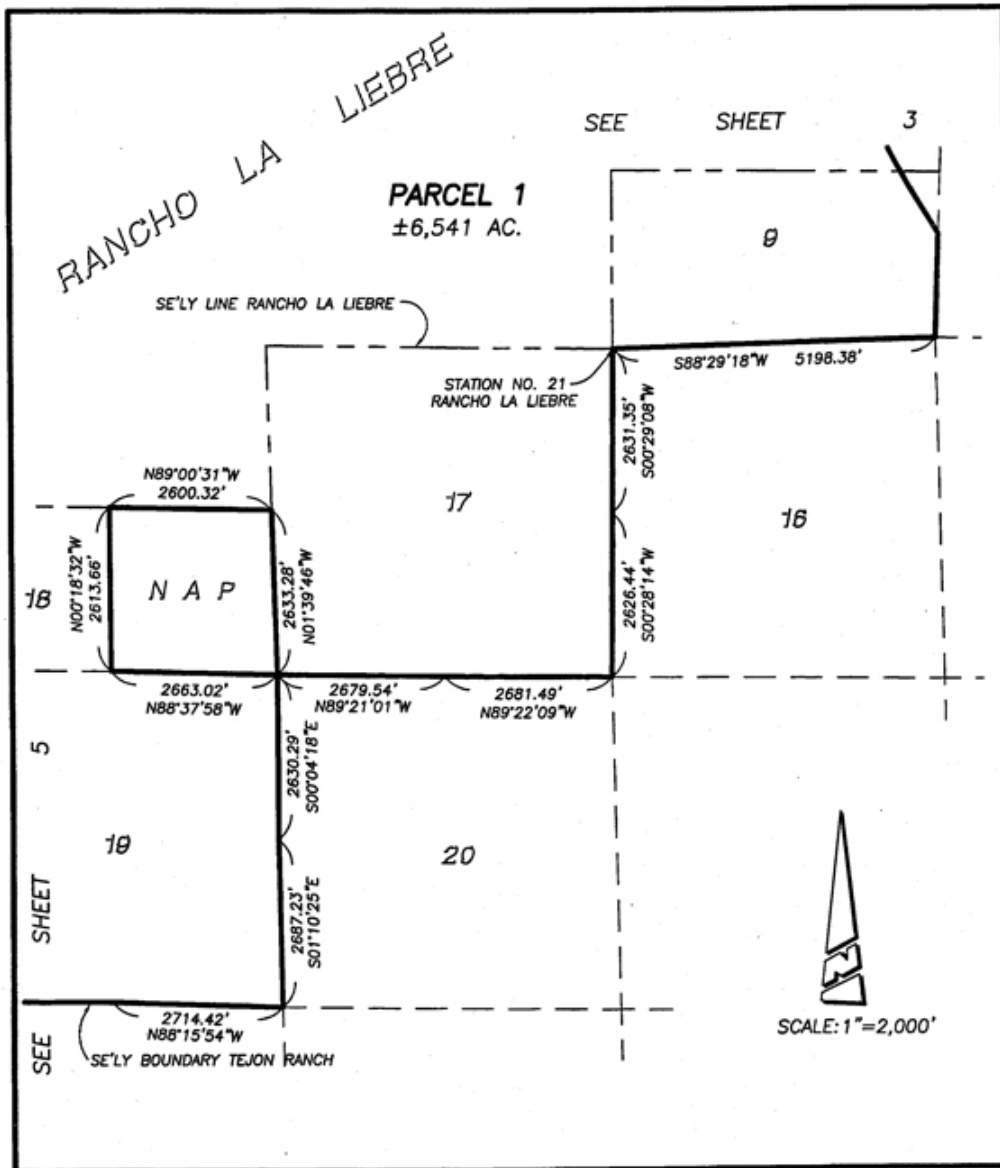 RANCHO LA LIEBRE
SEE SHEET 3
PARCEL 1
±6,541 AC.
9
SE'LY LINE RANCHO LA LIEBRE
S88°29'18"W 5198.38'
STATION NO. 21
RANCHO LA LIEBRE
2631.35'
S00°29'08"W
N89°00'31"W
2600.32'
17
16
N00°18'32"W
2613.66'
18
N A P
2633.28'
N01°39'46"W
2626.44'
S00°28'14"W
2663.02'
N88°37'58"W
2679.54'
N89°21'01"W
2681.49'
N89°22'09"W
2630.29'
S00°04'18"E
19
20
2687.23'
S01°10'25"E
SEE SHEET 5
N
SCALE: 1"=2,000'
2714.42'
N88°15'54"W
SE'LY BOUNDARY TEJON RANCH